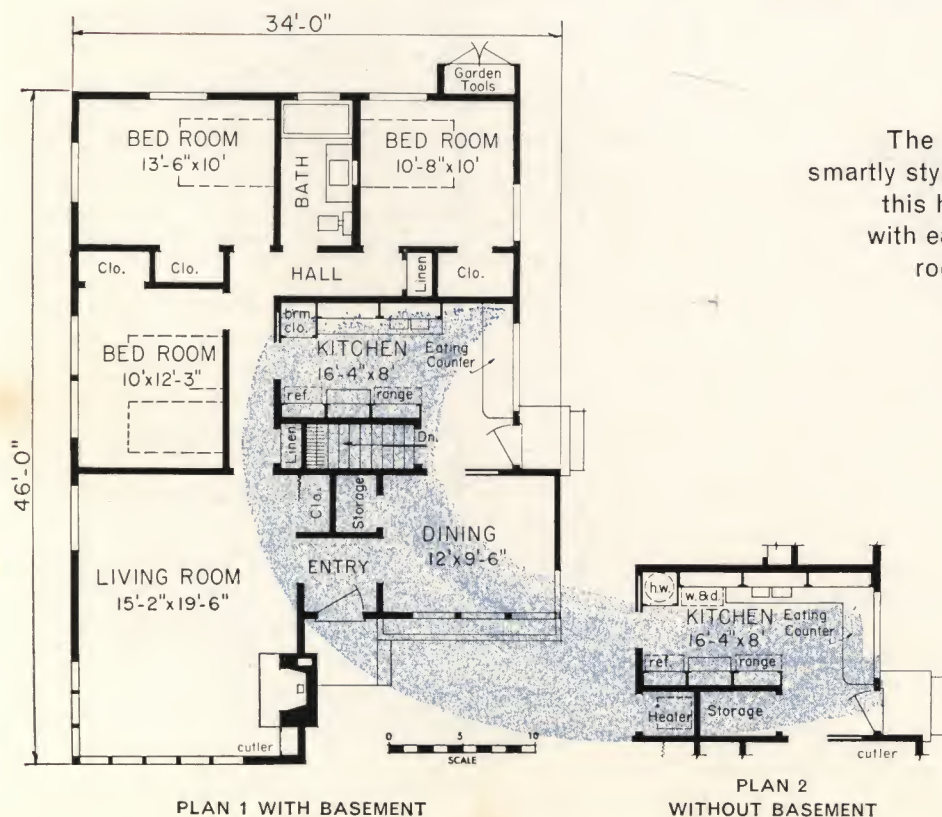 34'-0"
Garden
Tools
The
smartly sty
this h
with ea
roo
BED ROOM
13'-6"x10'
BATH
BED ROOM
10'-8"x10'
Clo.
Clo.
HALL
Linen
Clo.
46'-0"
brm.
clo.
KITCHEN
16'-4"x8'
Eating
Counter
BED ROOM
10'x12'-3"
ref.
range
Linen
Dn.
Clo.
Storage
DINING
12'x9'-6"
ENTRY
LIVING ROOM
15'-2"x19'-6"
h.w.
w.&d.
KITCHEN
16'-4"x8'
Eating
Counter
ref.
range
Heater
Storage
cutler
0 5 10
SCALE
cutler
PLAN 1 WITH BASEMENT
PLAN 2
WITHOUT BASEMENT